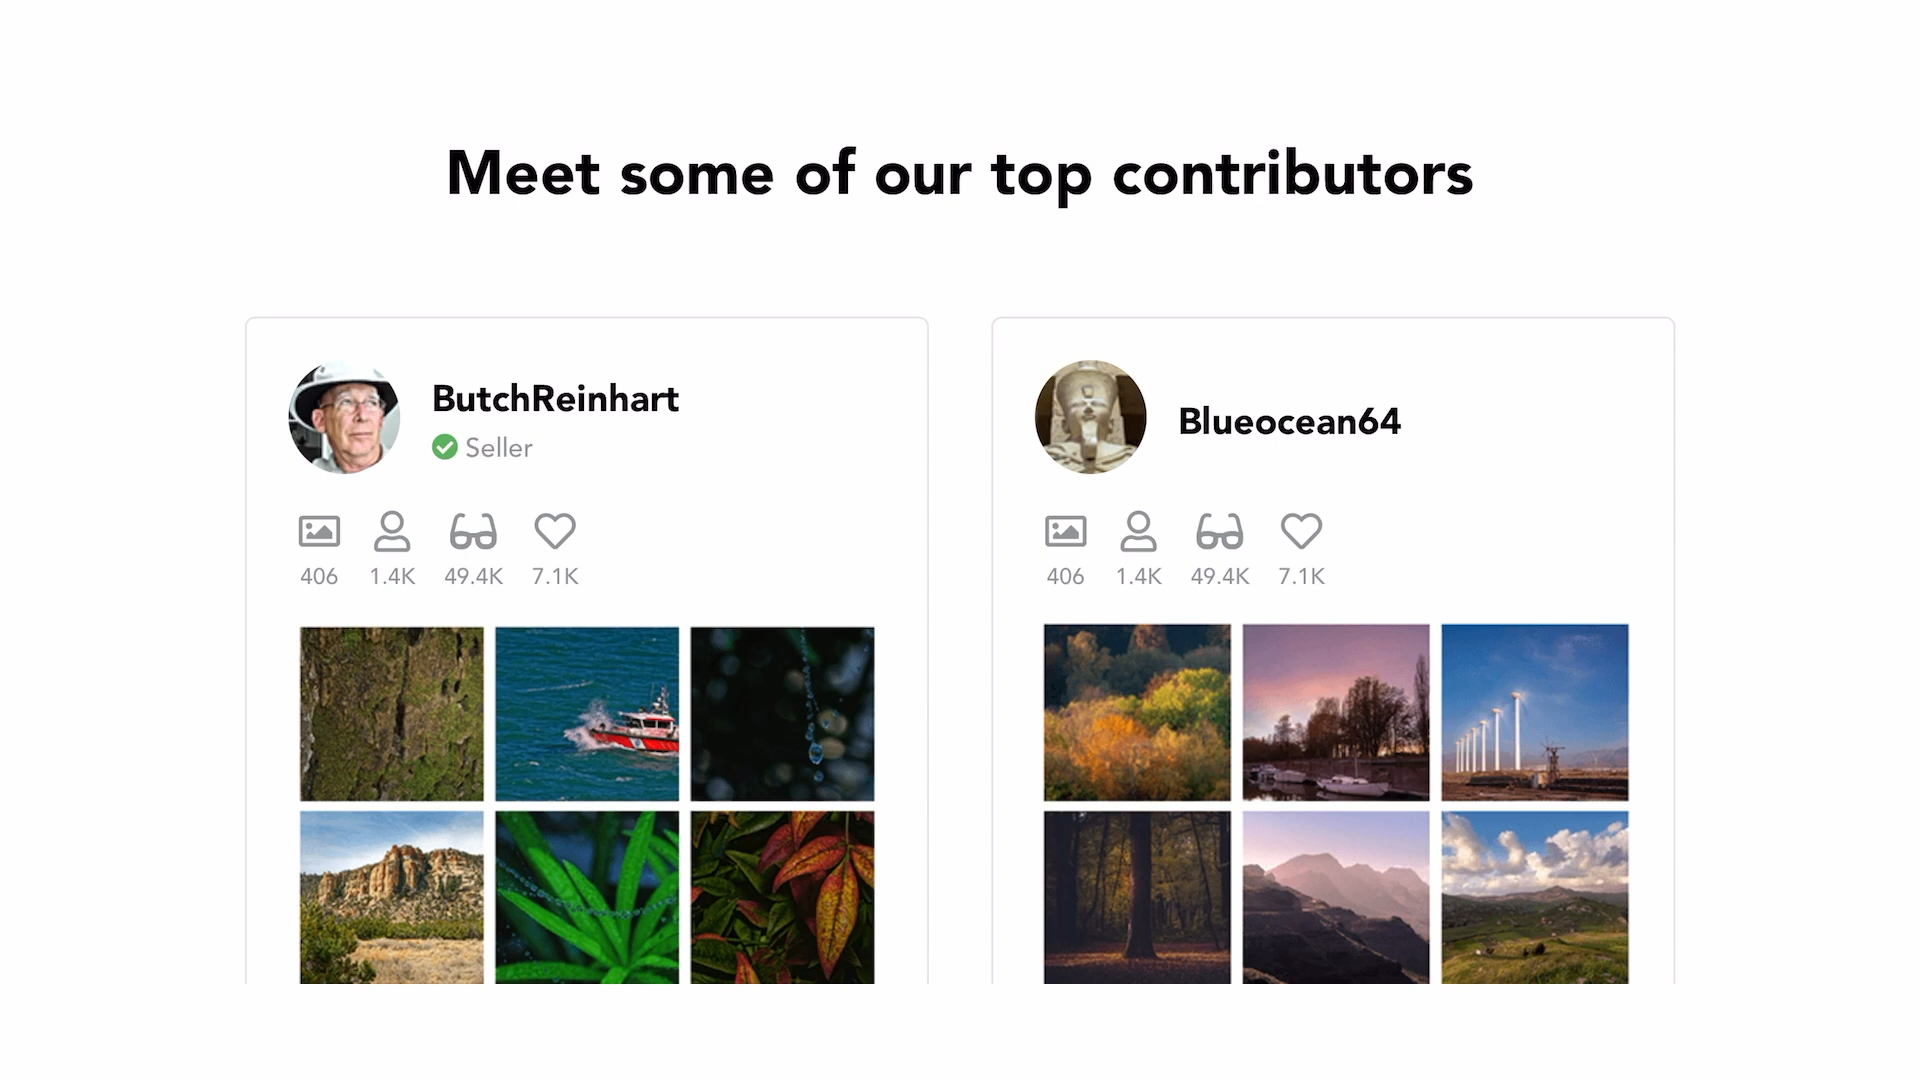 Meet some of our top contributors
ButchReinhart
Seller
406 1.4K 49.4K 7.1K
Blueocean64
406 1.4K 49.4K 7.1K